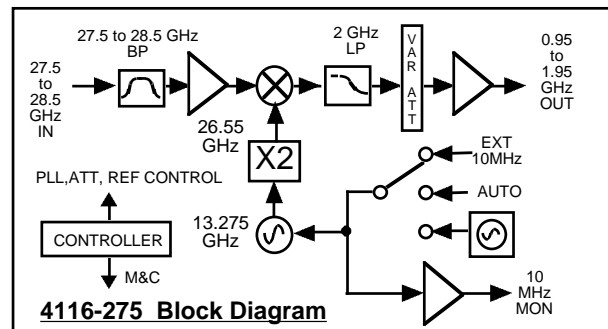 27.5 to 28.5 GHz
BP
2 GHz
LP
VAR ATT
0.95
to
1.95
GHz
OUT
27.5
to
28.5
GHz
IN
26.55
GHz
X2
EXT
10MHz
PLL,ATT, REF CONTROL
AUTO
13.275
GHz
CONTROLLER
M&C
10
MHz
MON
4116-275 Block Diagram